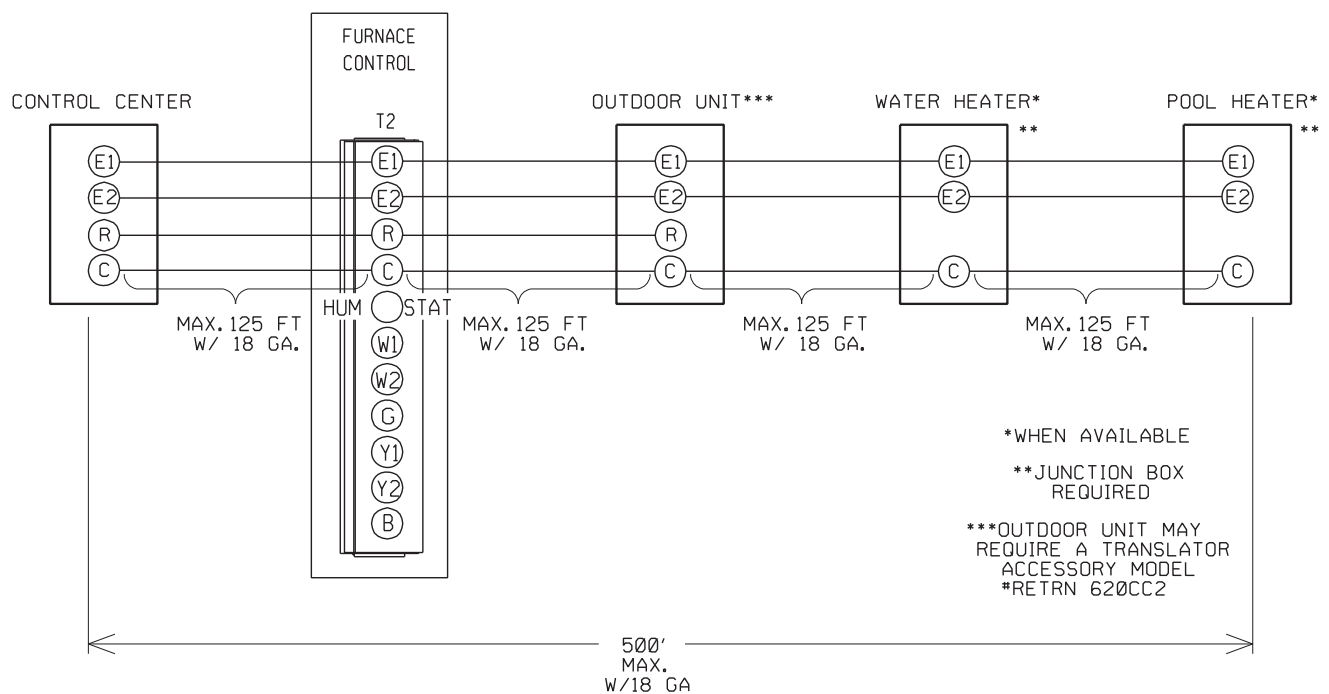 FURNACE
CONTROL
CONTROL CENTER
T2
OUTDOOR UNIT***
WATER HEATER*
**
POOL HEATER*
**
E1
E1
E1
E1
E1
E2
E2
E2
E2
E2
R
R
R
C
C
C
C
C
HUM STAT
MAX. 125 FT
W/ 18 GA.
MAX. 125 FT
W/ 18 GA.
MAX. 125 FT
W/ 18 GA.
MAX. 125 FT
W/ 18 GA.
W1
W2
G
Y1
Y2
B
*WHEN AVAILABLE
**JUNCTION BOX
REQUIRED
***OUTDOOR UNIT MAY
REQUIRE A TRANSLATOR
ACCESSORY MODEL
#RETRN 620CC2
500'
MAX.
W/18 GA